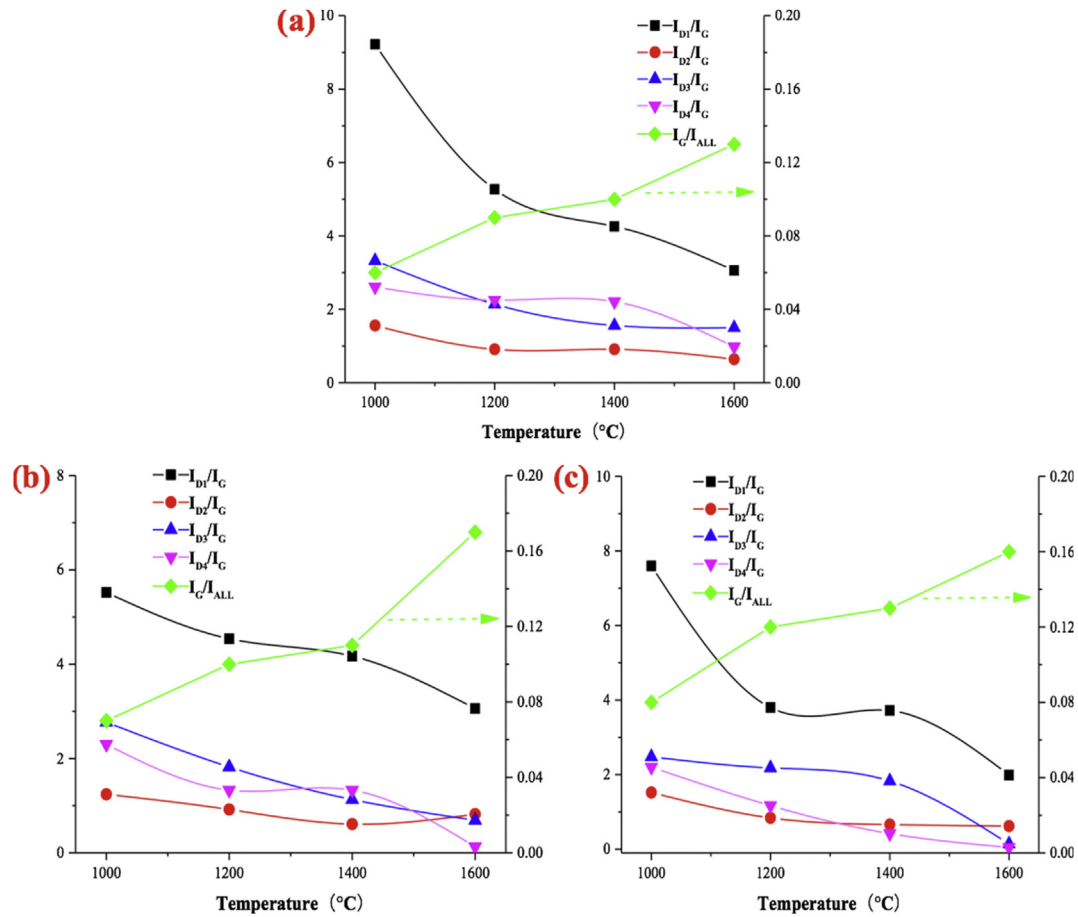 (a)
10
8
6
4
2
0
I_D1/I_G
I_D2/I_G
I_D3/I_G
I_D4/I_G
I_G/I_ALL
0.20
0.16
0.12
0.08
0.04
0.00
1000 1200 1400 1600
Temperature (°C)
(b)
8
6
4
2
0
I_D1/I_G
I_D2/I_G
I_D3/I_G
I_D4/I_G
I_G/I_ALL
0.20
0.16
0.12
0.08
0.04
0.00
1000 1200 1400 1600
Temperature (°C)
(c)
10
8
6
4
2
0
I_D1/I_G
I_D2/I_G
I_D3/I_G
I_D4/I_G
I_G/I_ALL
0.20
0.16
0.12
0.08
0.04
0.00
1000 1200 1400 1600
Temperature (°C)